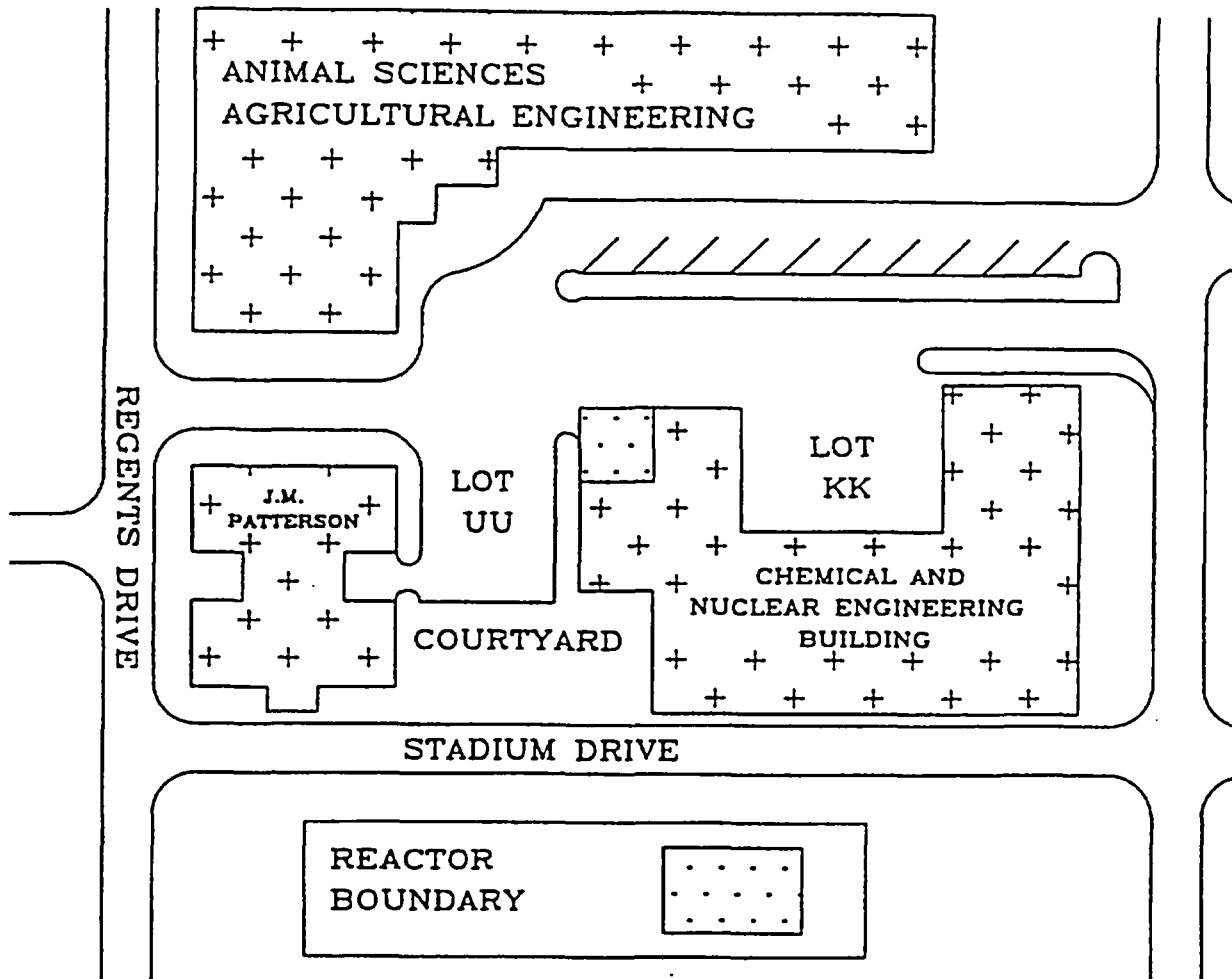 ANIMAL SCIENCES
AGRICULTURAL ENGINEERING
REGENTS DRIVE
J.M.
PATTERSON
LOT
UU
LOT
KK
CHEMICAL AND
NUCLEAR ENGINEERING
BUILDING
COURTYARD
STADIUM DRIVE
REACTOR
BOUNDARY